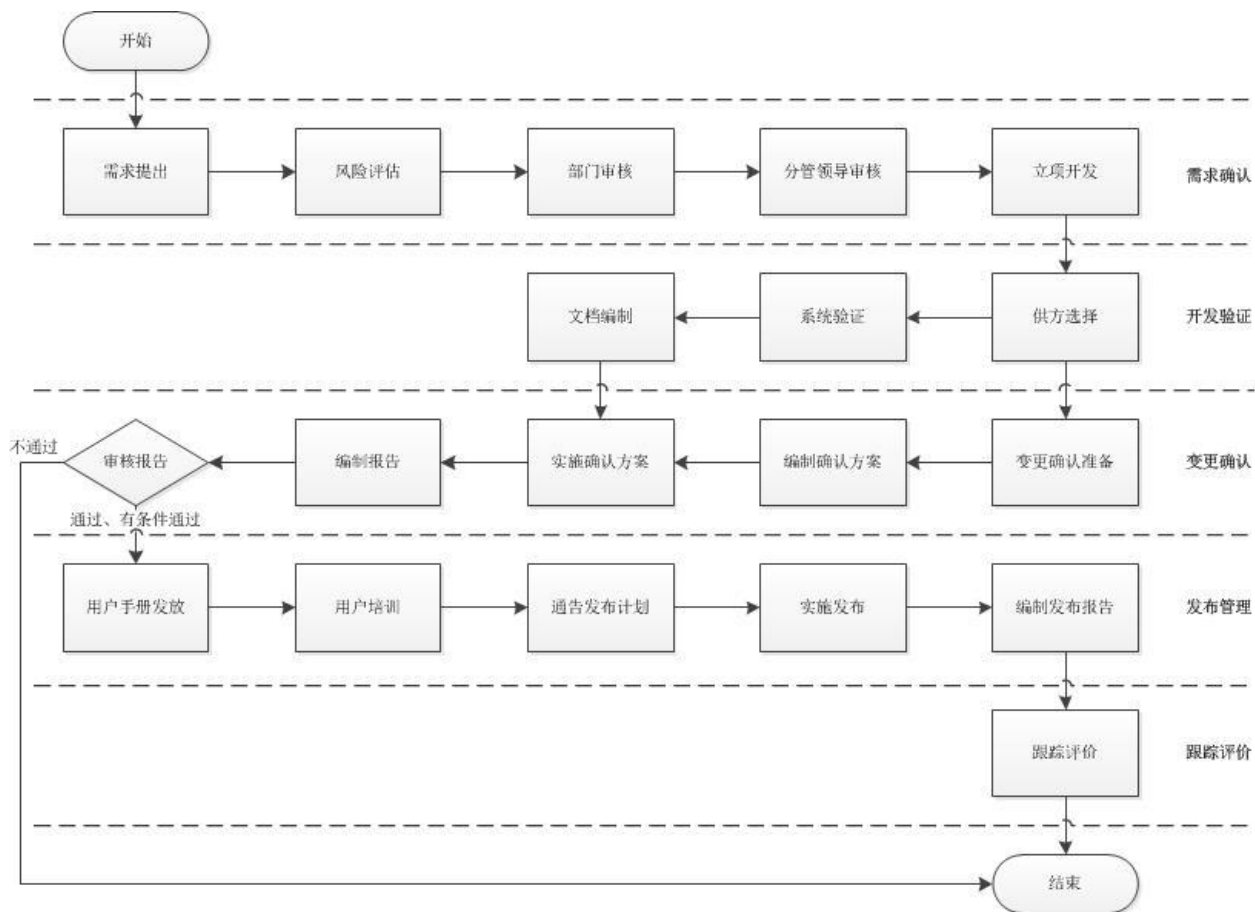 开始
需求提出
风险评估
部门审核
分管领导审核
立项开发
需求确认
文档编制
系统验证
供方选择
开发验证
不通过
审核报告
编制报告
实施确认方案
编制确认方案
变更确认准备
变更确认
通过、有条件通过
用户手册发放
用户培训
通告发布计划
实施发布
编制发布报告
发布管理
跟踪评价
跟踪评价
结束